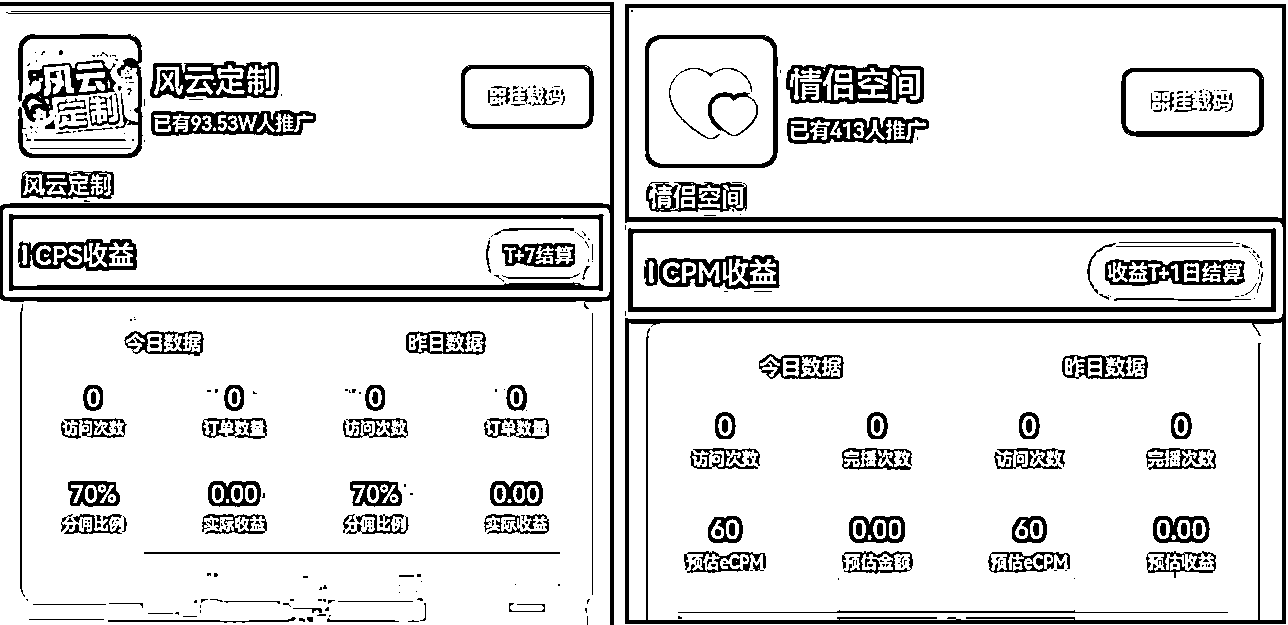 风云
定制
风云定制
已有93.53W人推广
挂载码
风云定制
CPS收益
T+7结算
今日数据
昨日数据
0
0
0
0
访问次数
订单数量
访问次数
订单数量
70%
0.00
70%
0.00
分佣比例
实际收益
分佣比例
实际收益
情侣空间
已有413人推广
挂载码
情侣空间
CPM收益
收益T+1日结算
今日数据
昨日数据
0
0
0
0
访问次数
完播次数
访问次数
完播次数
60
0.00
60
0.00
预估eCPM
预估金额
预估eCPM
预估收益